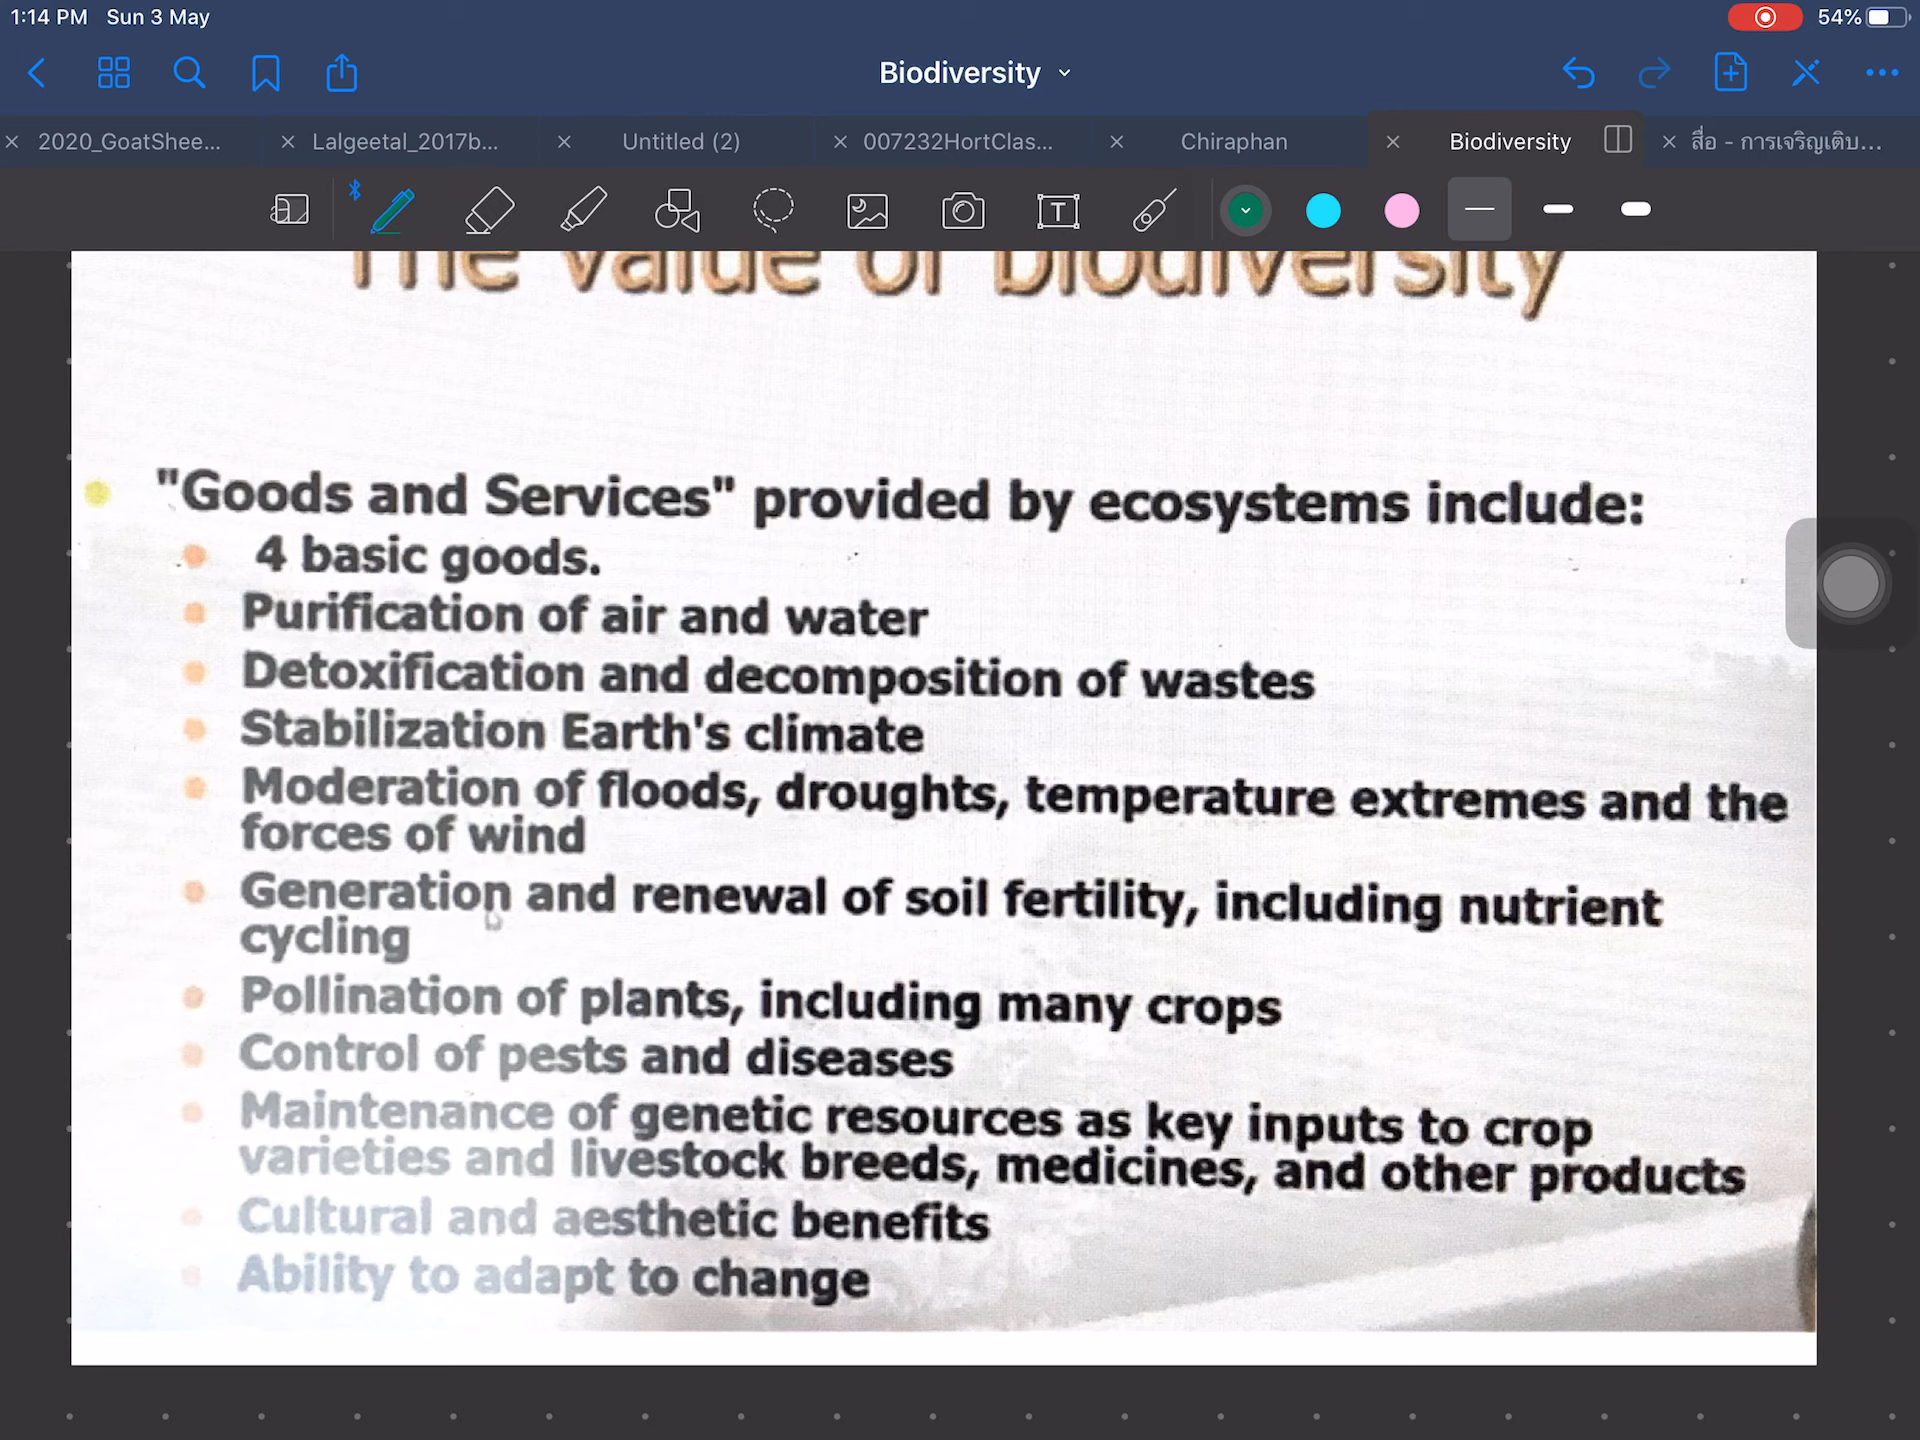 1:14 PM Sun 3 May
54%
Biodiversity
2020_GoatShee...
Lalgeetal_2017b...
Untitled (2)
007232HortClas...
Chiraphan
Biodiversity
สื่อ - การเจริญเติบ...
The value of biodiversity
"Goods and Services" provided by ecosystems include:
4 basic goods.
Purification of air and water
Detoxification and decomposition of wastes
Stabilization Earth's climate
Moderation of floods, droughts, temperature extremes and the
forces of wind
Generation and renewal of soil fertility, including nutrient
cycling
Pollination of plants, including many crops
Control of pests and diseases
Maintenance of genetic resources as key inputs to crop
varieties and livestock breeds, medicines, and other products
Cultural and aesthetic benefits
Ability to adapt to change